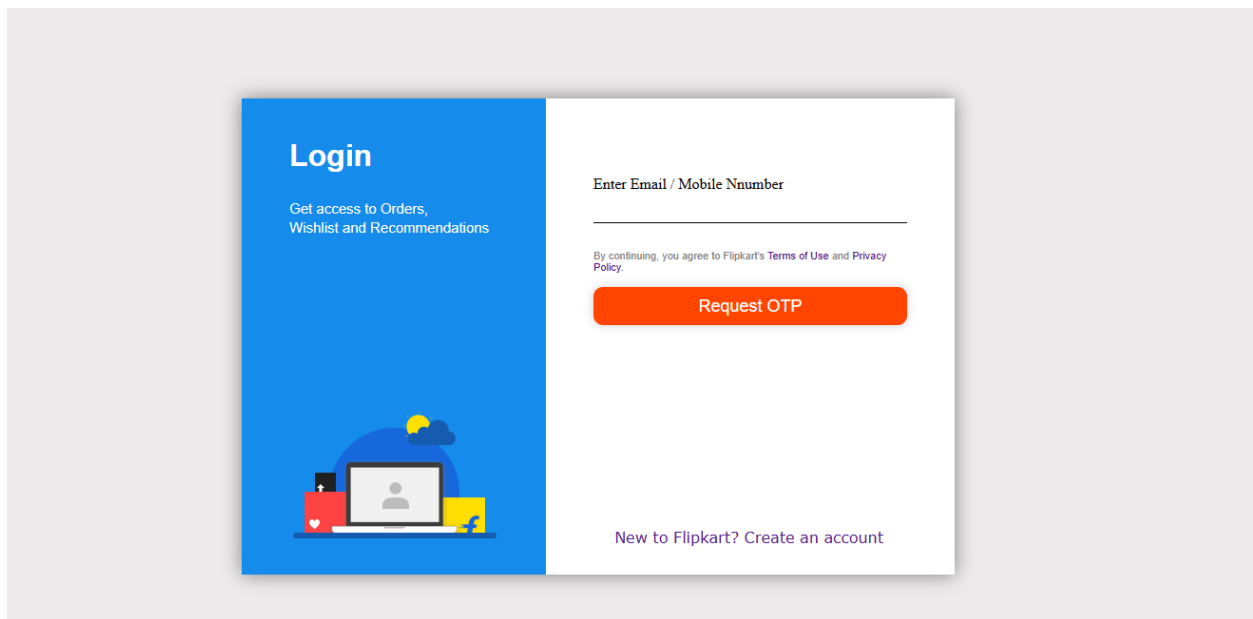 Login
Get access to Orders,
Wishlist and Recommendations
Enter Email / Mobile Nnumber
By continuing, you agree to Flipkart's Terms of Use and Privacy
Policy.
Request OTP
New to Flipkart? Create an account